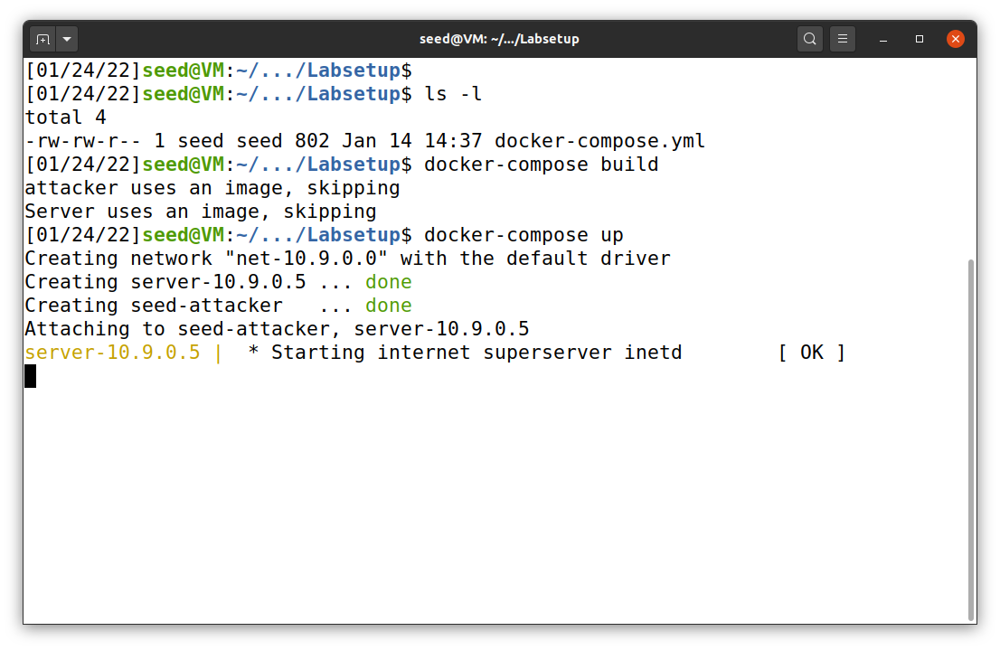 seed@VM: ~/.../Labsetup
[01/24/22]seed@VM:~/.../Labsetup$
[01/24/22]seed@VM:~/.../Labsetup$ ls -l
total 4
-rw-rw-r-- 1 seed seed 802 Jan 14 14:37 docker-compose.yml
[01/24/22]seed@VM:~/.../Labsetup$ docker-compose build
attacker uses an image, skipping
Server uses an image, skipping
[01/24/22]seed@VM:~/.../Labsetup$ docker-compose up
Creating network "net-10.9.0.0" with the default driver
Creating server-10.9.0.5 ... done
Creating seed-attacker   ... done
Attaching to seed-attacker, server-10.9.0.5
server-10.9.0.5 |  * Starting internet superserver inetd        [ OK ]